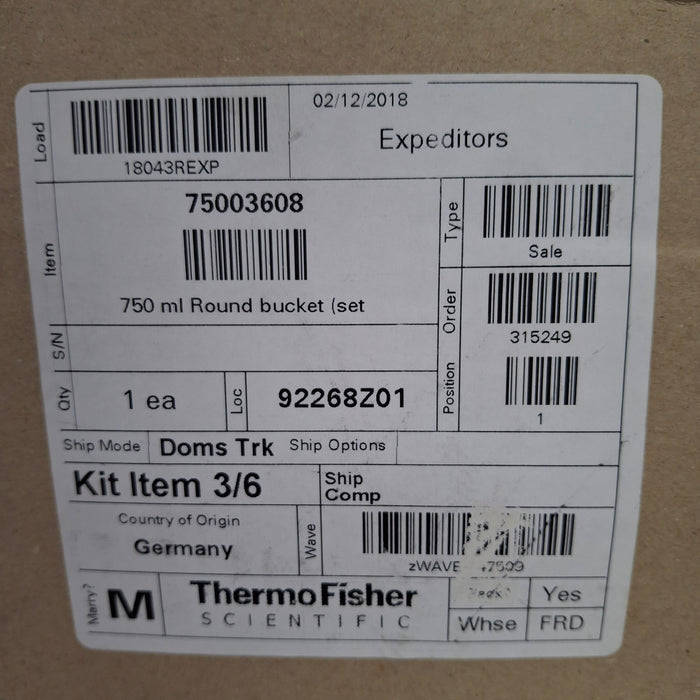 Load
18043REXP
02/12/2018
Expeditors
Item
75003608
750 ml Round bucket (set
Type
Sale
S/N
Order
315249
Qty
1 ea
Loc
92268Z01
Position
1
Ship Mode
Doms Trk
Ship Options
Kit Item 3/6
Ship
Comp
Country of Origin
Germany
Wave
zWAVE
Marry?
M
ThermoFisher
SCIENTIFIC
Yes
Whse
FRD